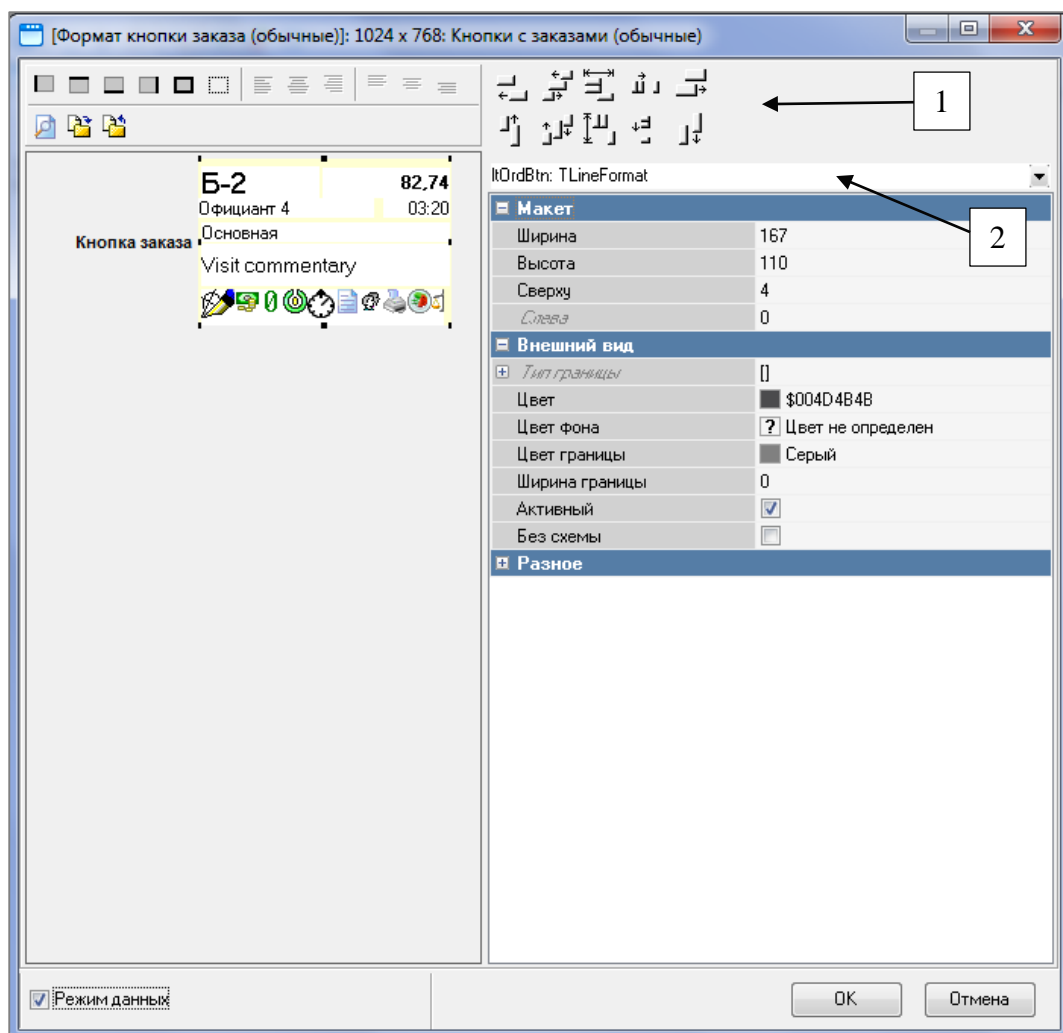 [Формат кнопки заказа (обычные)]: 1024 x 768: Кнопки с заказами (обычные)
1
ltOrdBtn: TLineFormat
2
Кнопка заказа
Б-2 82,74
Официант 4 03:20
Основная
Visit commentary
Макет
Ширина 167
Высота 110
Сверху 4
Слева 0
Внешний вид
Тип границы []
Цвет $004D4B4B
Цвет фона ? Цвет не определен
Цвет границы Серый
Ширина границы 0
Активный
Без схемы
Разное
Режим данных
OK
Отмена